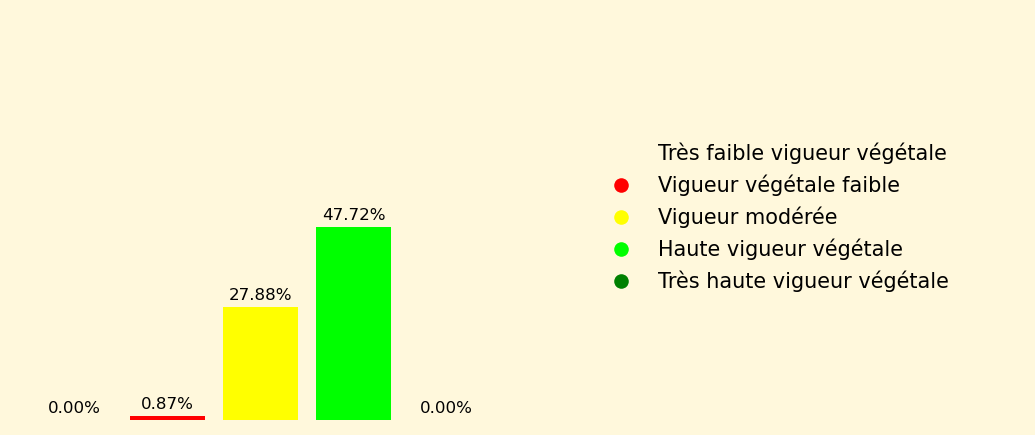 0.00%
0.87%
27.88%
47.72%
0.00%
Très faible vigueur végétale
Vigueur végétale faible
Vigueur modérée
Haute vigueur végétale
Très haute vigueur végétale